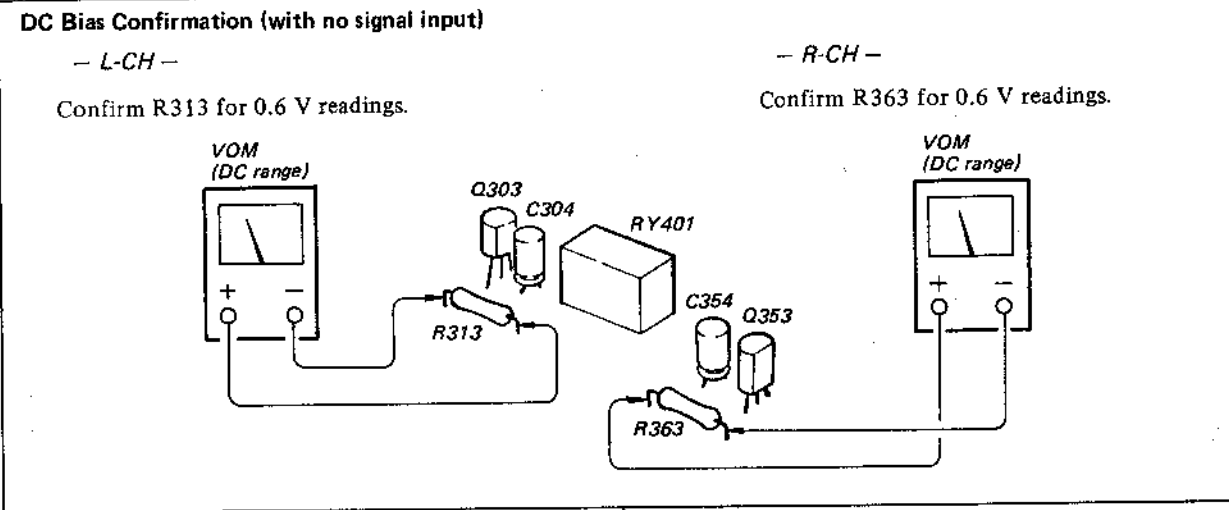 DC Bias Confirmation (with no signal input)
— L-CH —
Confirm R313 for 0.6 V readings.
VOM
(DC range)
+ −
Q303
C304
RY401
R313
— R-CH —
Confirm R363 for 0.6 V readings.
VOM
(DC range)
+ −
C354
Q353
R363